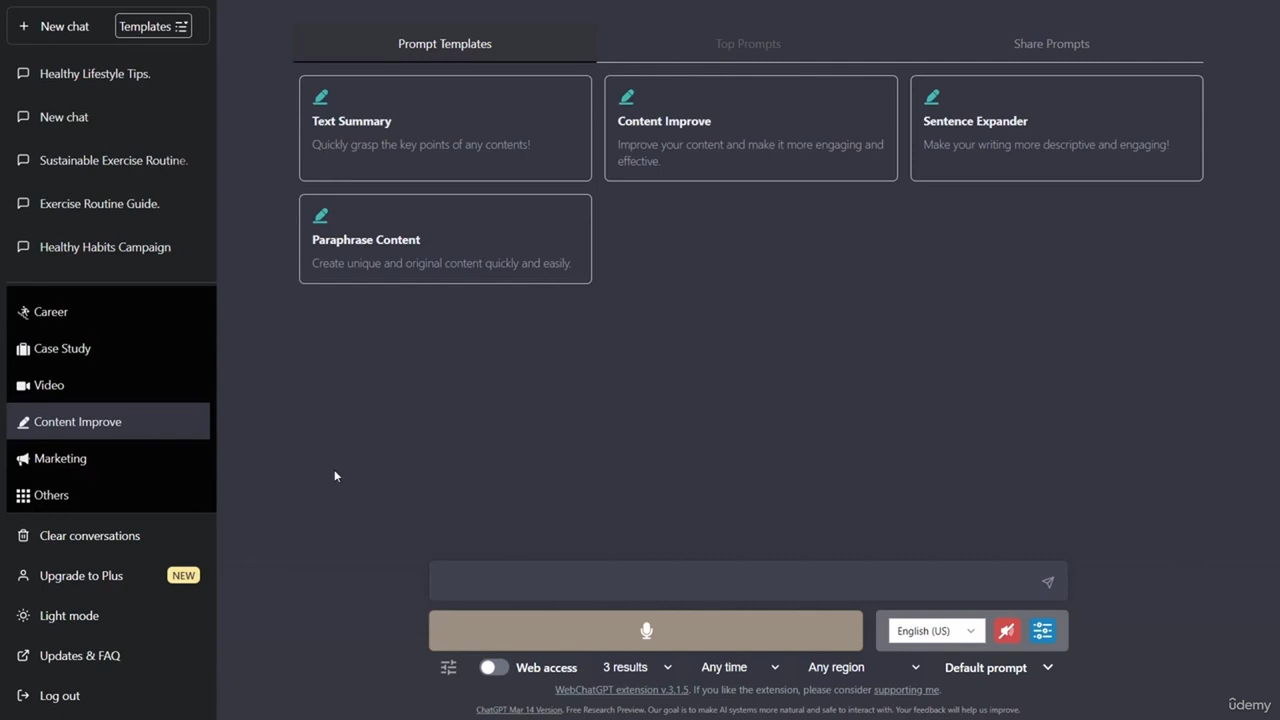 New chat
Templates
Healthy Lifestyle Tips.
New chat
Sustainable Exercise Routine.
Exercise Routine Guide.
Healthy Habits Campaign
Career
Case Study
Video
Content Improve
Marketing
Others
Clear conversations
Upgrade to Plus NEW
Light mode
Updates & FAQ
Log out
Prompt Templates
Top Prompts
Share Prompts
Text Summary
Quickly grasp the key points of any contents!
Content Improve
Improve your content and make it more engaging and
effective.
Sentence Expander
Make your writing more descriptive and engaging!
Paraphrase Content
Create unique and original content quickly and easily.
English (US)
Web access 3 results Any time Any region Default prompt
WebChatGPT extension v.3.1.5. If you like the extension, please consider supporting me.
ChatGPT Mar 14 Version. Free Research Preview. Our goal is to make AI systems more natural and safe to interact with. Your feedback will help us improve.
ûdemy